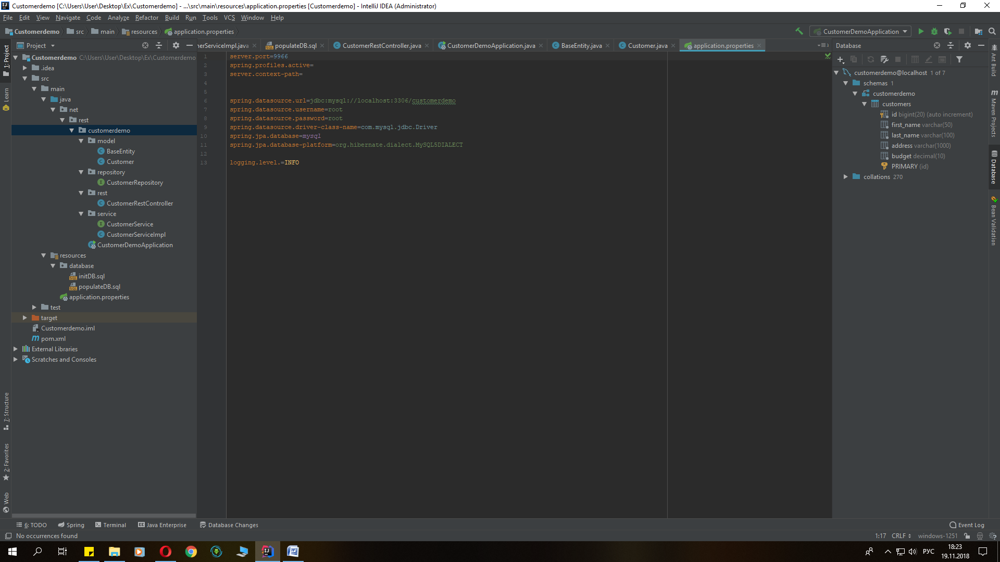 Customerdemo [C:\Users\User\Desktop\Ex\Customerdemo] - ...\src\main\resources\application.properties [Customerdemo] - IntelliJ IDEA (Administrator)
File Edit View Navigate Code Analyze Refactor Build Run Tools VCS Window Help
Customerdemo src main resources application.properties CustomerDemoApplication
Project
nerServiceImpl.java populateDB.sql CustomerRestController.java CustomerDemoApplication.java BaseEntity.java Customer.java application.properties 3
Database
1: Project
Learn
7: Structure
2: Favorites
Web
Customerdemo C:\Users\User\Desktop\Ex\Customerdemo
.idea
src
main
java
net
rest
customerdemo
model
BaseEntity
Customer
repository
CustomerRepository
rest
CustomerRestController
service
CustomerService
CustomerServiceImpl
CustomerDemoApplication
resources
database
initDB.sql
populateDB.sql
application.properties
test
target
Customerdemo.iml
pom.xml
External Libraries
Scratches and Consoles
1 server.port=9966
2 spring.profiles.active=
3 server.context-path=
4
5
6 spring.datasource.url=jdbc:mysql://localhost:3306/customerdemo
7 spring.datasource.username=root
8 spring.datasource.password=root
9 spring.datasource.driver-class-name=com.mysql.jdbc.Driver
10 spring.jpa.database=mysql
11 spring.jpa.database-platform=org.hibernate.dialect.MySQL5DIALECT
12
13 logging.level.=INFO
customerdemo@localhost 1 of 7
schemas 1
customerdemo
customers
id bigint(20) (auto increment)
first_name varchar(50)
last_name varchar(100)
address varchar(1000)
budget decimal(10)
PRIMARY (id)
collations 270
Ant Build
Maven Projects
Database
Bean Validation
6: TODO Spring Terminal Java Enterprise Database Changes Event Log
No occurrences found 1:17 CRLF windows-1251
РУС
18:23
19.11.2018